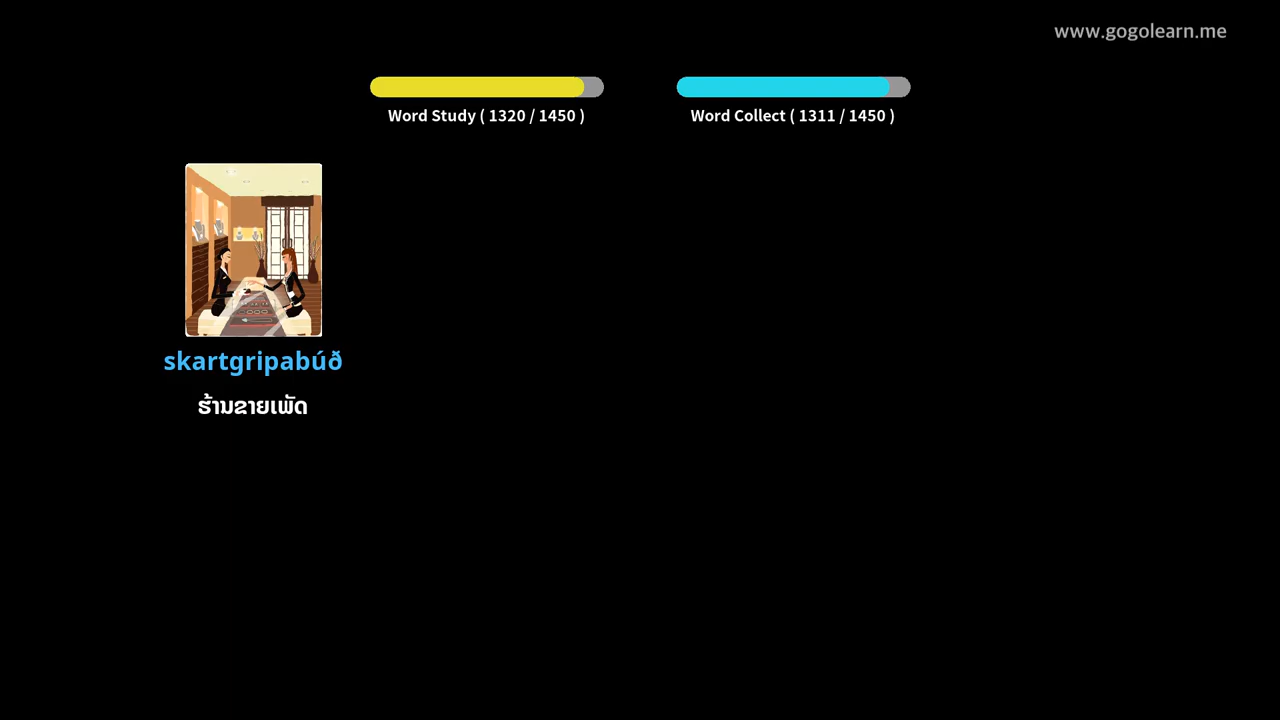 www.gogolearn.me
Word Study ( 1320 / 1450 )
Word Collect ( 1311 / 1450 )
skartgripabúð
ຮ້ານຂາຍເພັດ